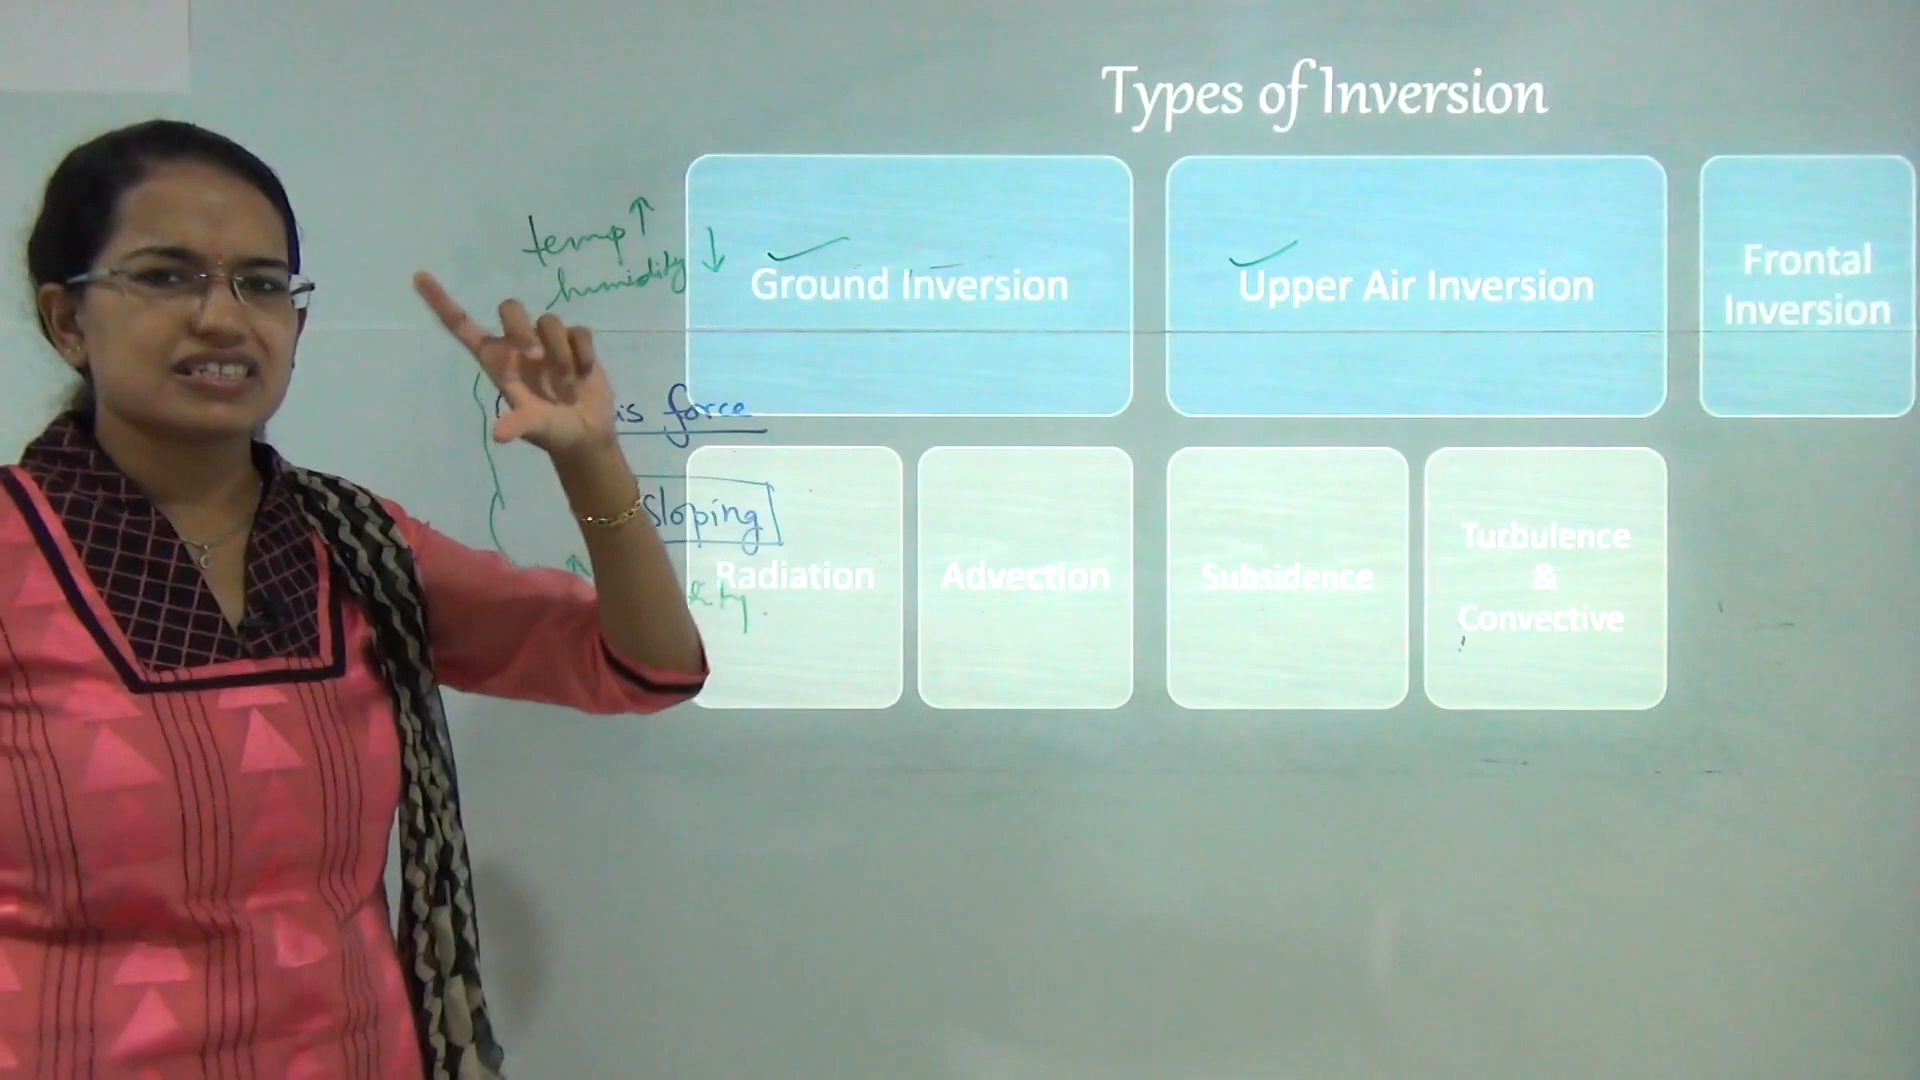 Types of Inversion
temp ↑
humidity ↓
Ground Inversion
Upper Air Inversion
Frontal
Inversion
is force
Sloping
Radiation
Advection
Subsidence
Turbulence
&
Convective